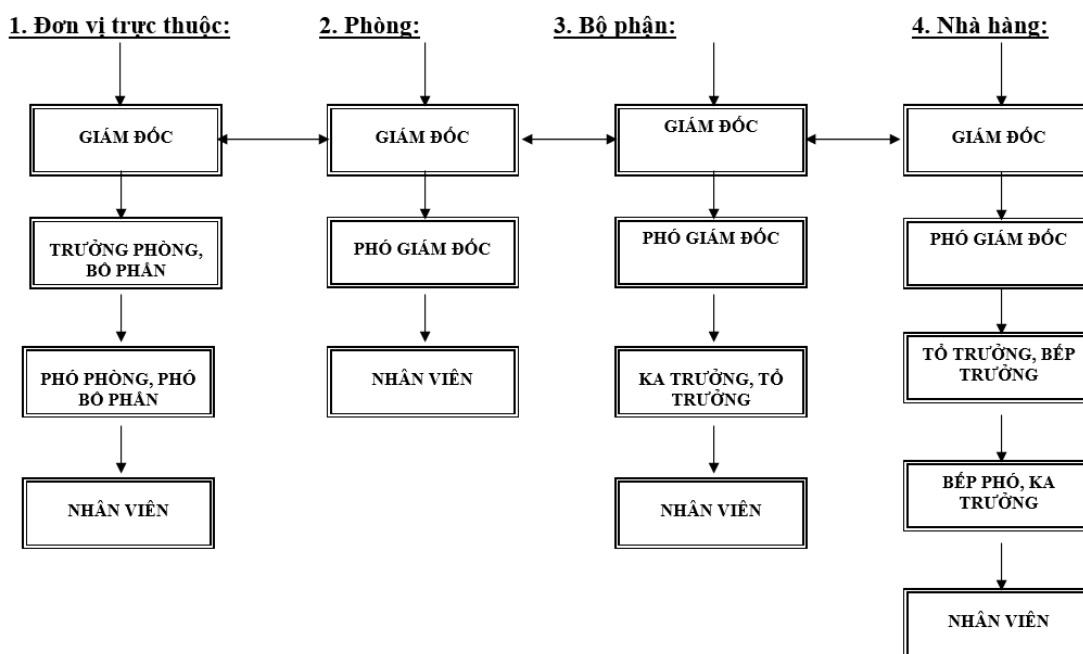 1. Đơn vị trực thuộc:
2. Phòng:
3. Bộ phận:
4. Nhà hàng:
GIÁM ĐỐC
GIÁM ĐỐC
GIÁM ĐỐC
GIÁM ĐỐC
TRƯỞNG PHÒNG,
BỘ PHẬN
PHÓ GIÁM ĐỐC
PHÓ GIÁM ĐỐC
PHÓ GIÁM ĐỐC
PHÓ PHÒNG, PHÓ
BỘ PHẬN
NHÂN VIÊN
KA TRƯỞNG, TỔ
TRƯỞNG
TỔ TRƯỞNG, BẾP
TRƯỞNG
NHÂN VIÊN
NHÂN VIÊN
BẾP PHÓ, KA
TRƯỞNG
NHÂN VIÊN